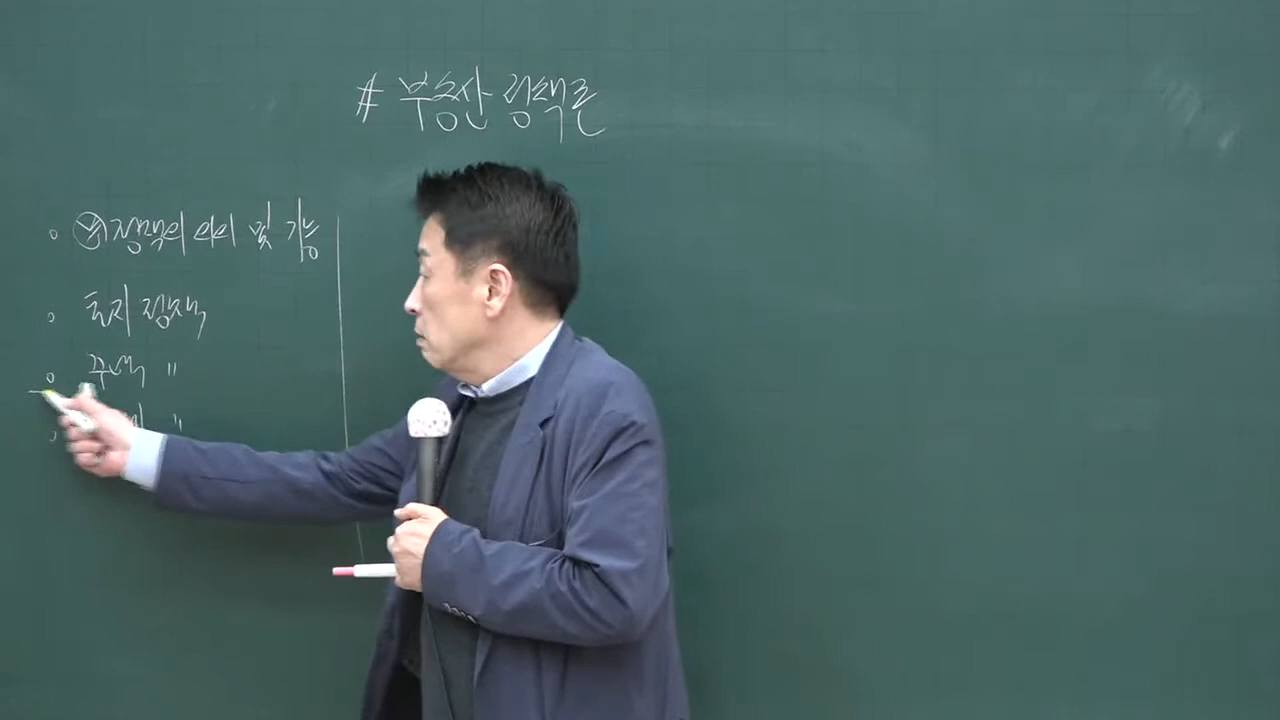 # 부동산 정책론
◦ 부정책의 의의 및 기능
◦ 토지 정책
◦ 주택 "
◦ "